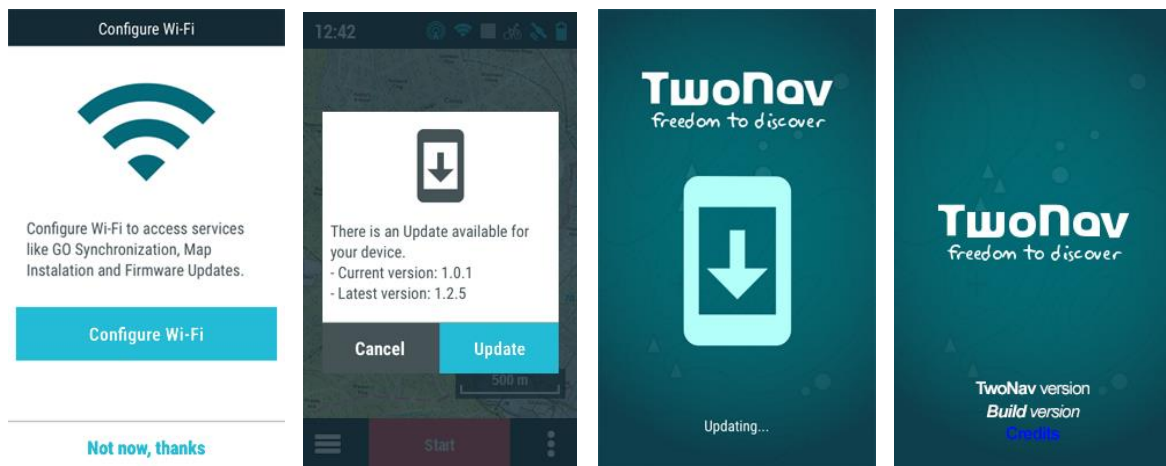 Configure Wi-Fi
Configure Wi-Fi to access services
like GO Synchronization, Map
Instalation and Firmware Updates.
Configure Wi-Fi
Not now, thanks
12:42
There is an Update available for
your device.
- Current version: 1.0.1
- Latest version: 1.2.5
Cancel
Update
500 m
Start
TwoNav
freedom to discover
Updating...
TwoNav
freedom to discover
TwoNav version
Build version
Credits